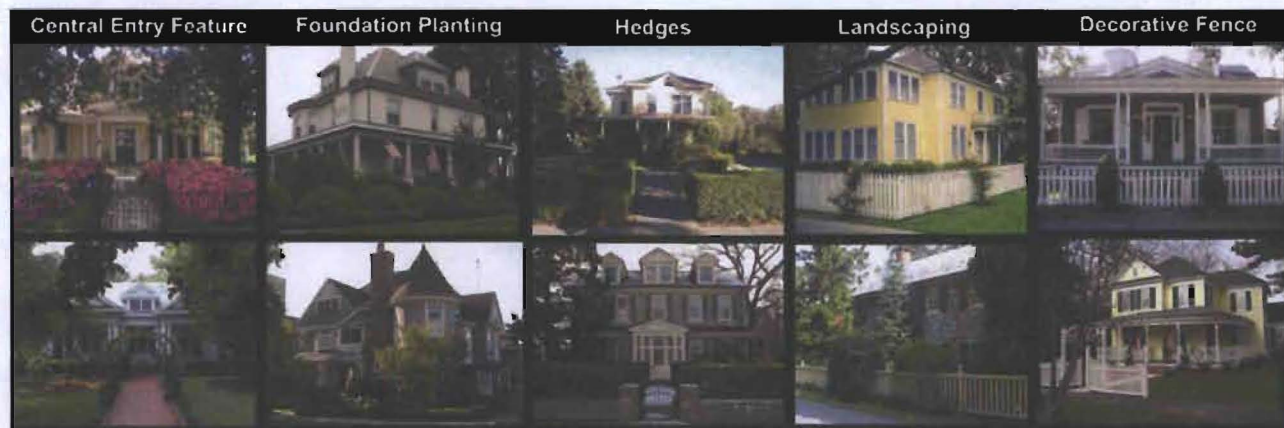 Central Entry Feature
Foundation Planting
Hedges
Landscaping
Decorative Fence